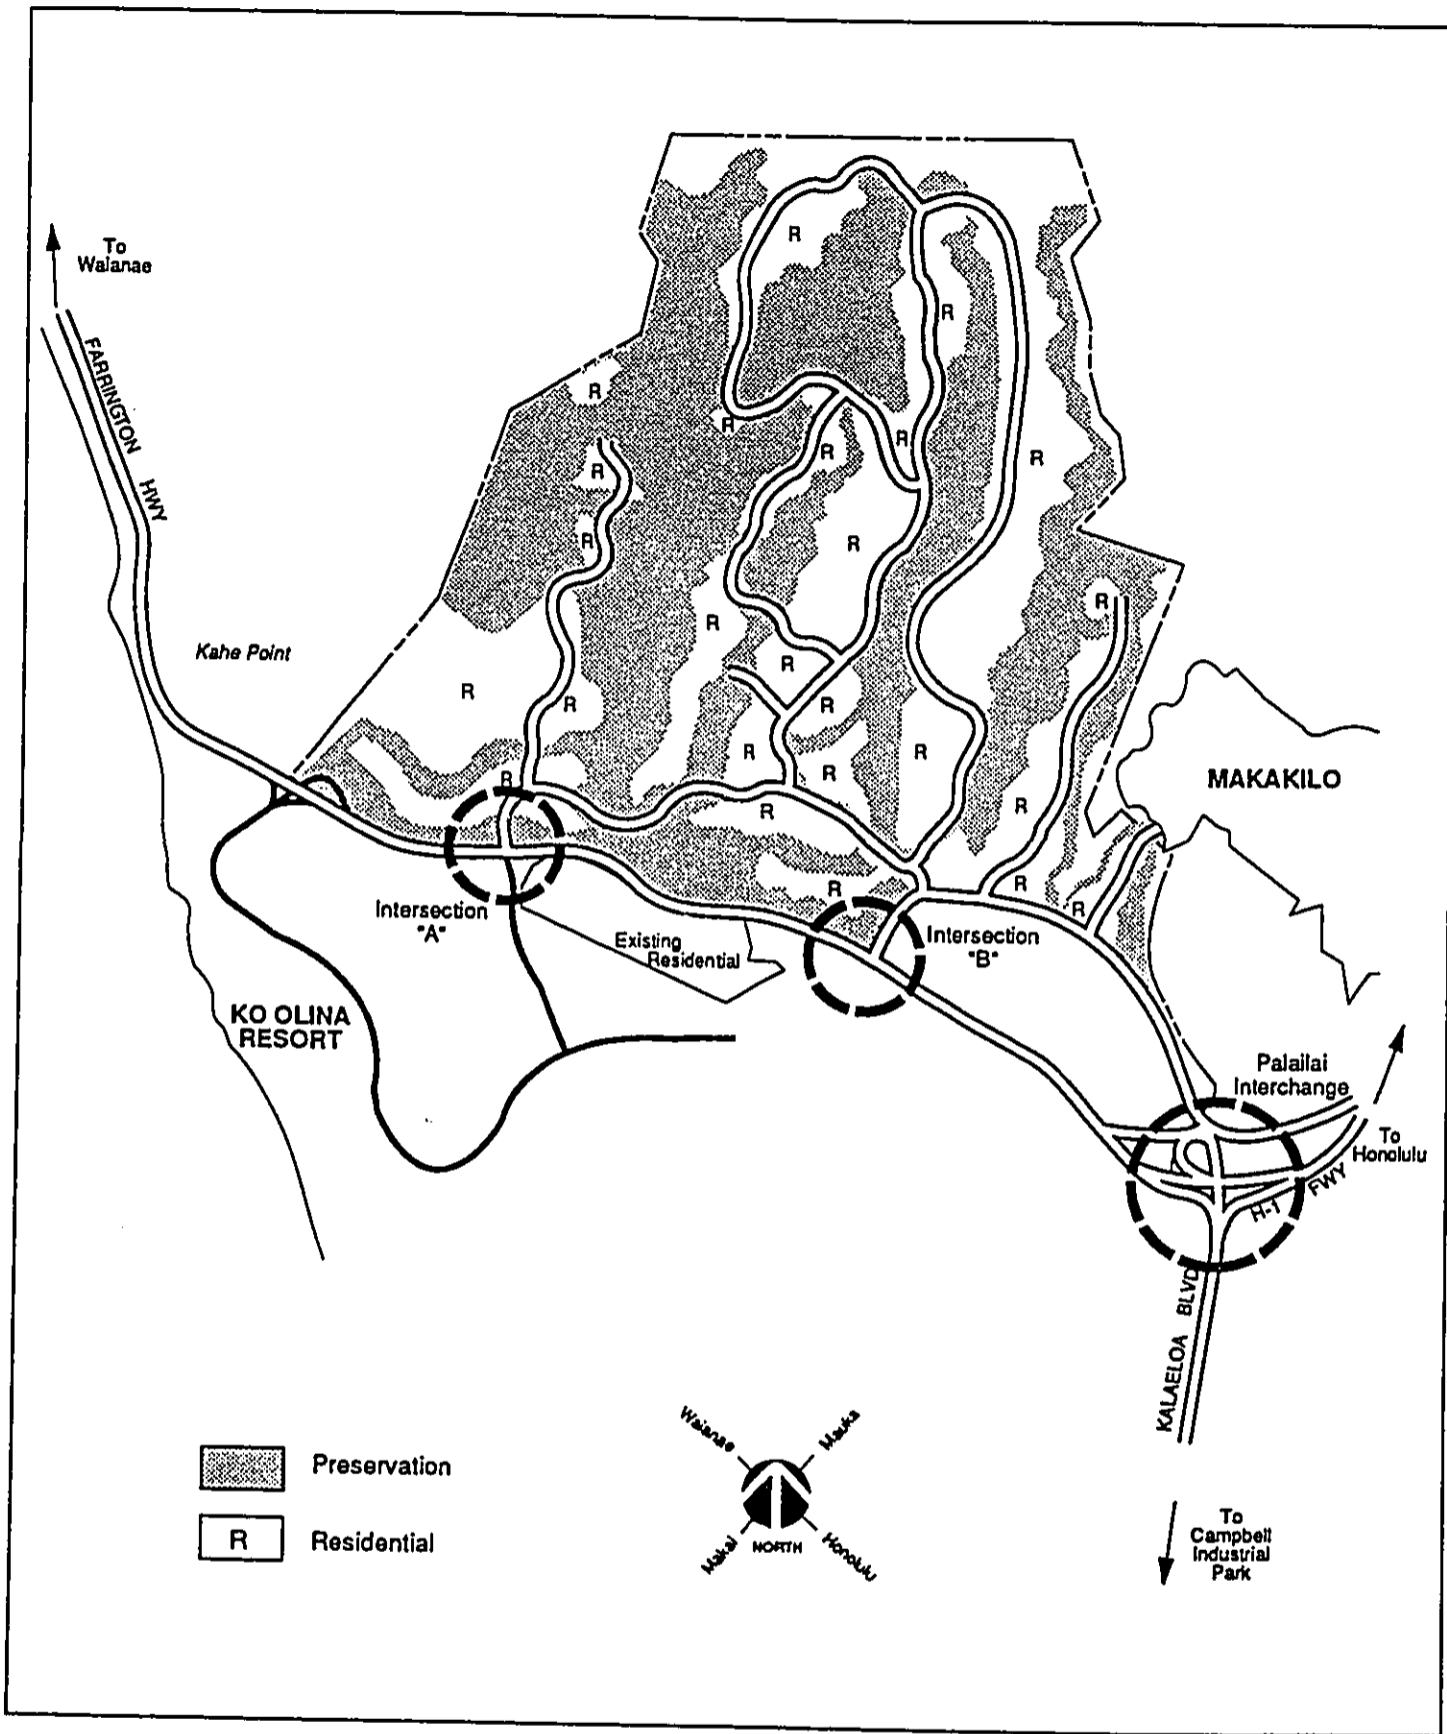 To
Waianae
FARRINGTON HWY
R
R
R
R
R
R
R
R
R
R
R
R
R
Kahe Point
R
R
R
R
R
R
R
R
R
R
R
R
R
R
MAKAKILO
Intersection
"A"
Existing
Residential
Intersection
"B"
KO OLINA
RESORT
Palailai
Interchange
To
Honolulu
H-1 FWY
KALAELOA BLVD
Preservation
R Residential
Waianae
Mauka
Makai
NORTH
Honolulu
To
Campbell
Industrial
Park